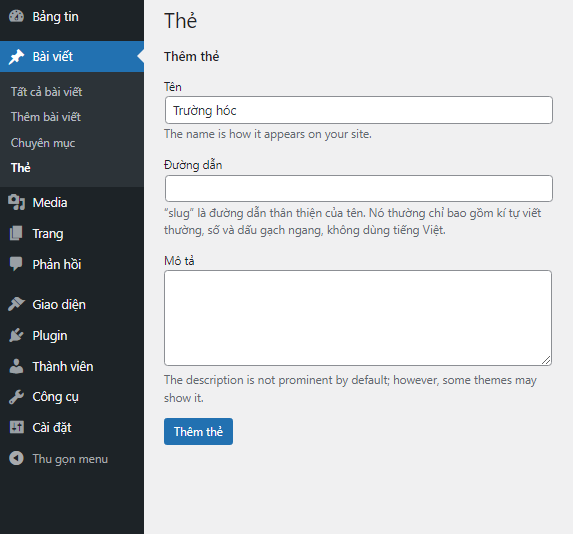 Bảng tin
Bài viết
Tất cả bài viết
Thêm bài viết
Chuyên mục
Thẻ
Media
Trang
Phản hồi
Giao diện
Plugin
Thành viên
Công cụ
Cài đặt
Thu gọn menu
Thẻ
Thêm thẻ
Tên
Trường hóc
The name is how it appears on your site.
Đường dẫn
“slug” là đường dẫn thân thiện của tên. Nó thường chỉ bao gồm kí tự viết
thường, số và dấu gạch ngang, không dùng tiếng Việt.
Mô tả
The description is not prominent by default; however, some themes may
show it.
Thêm thẻ